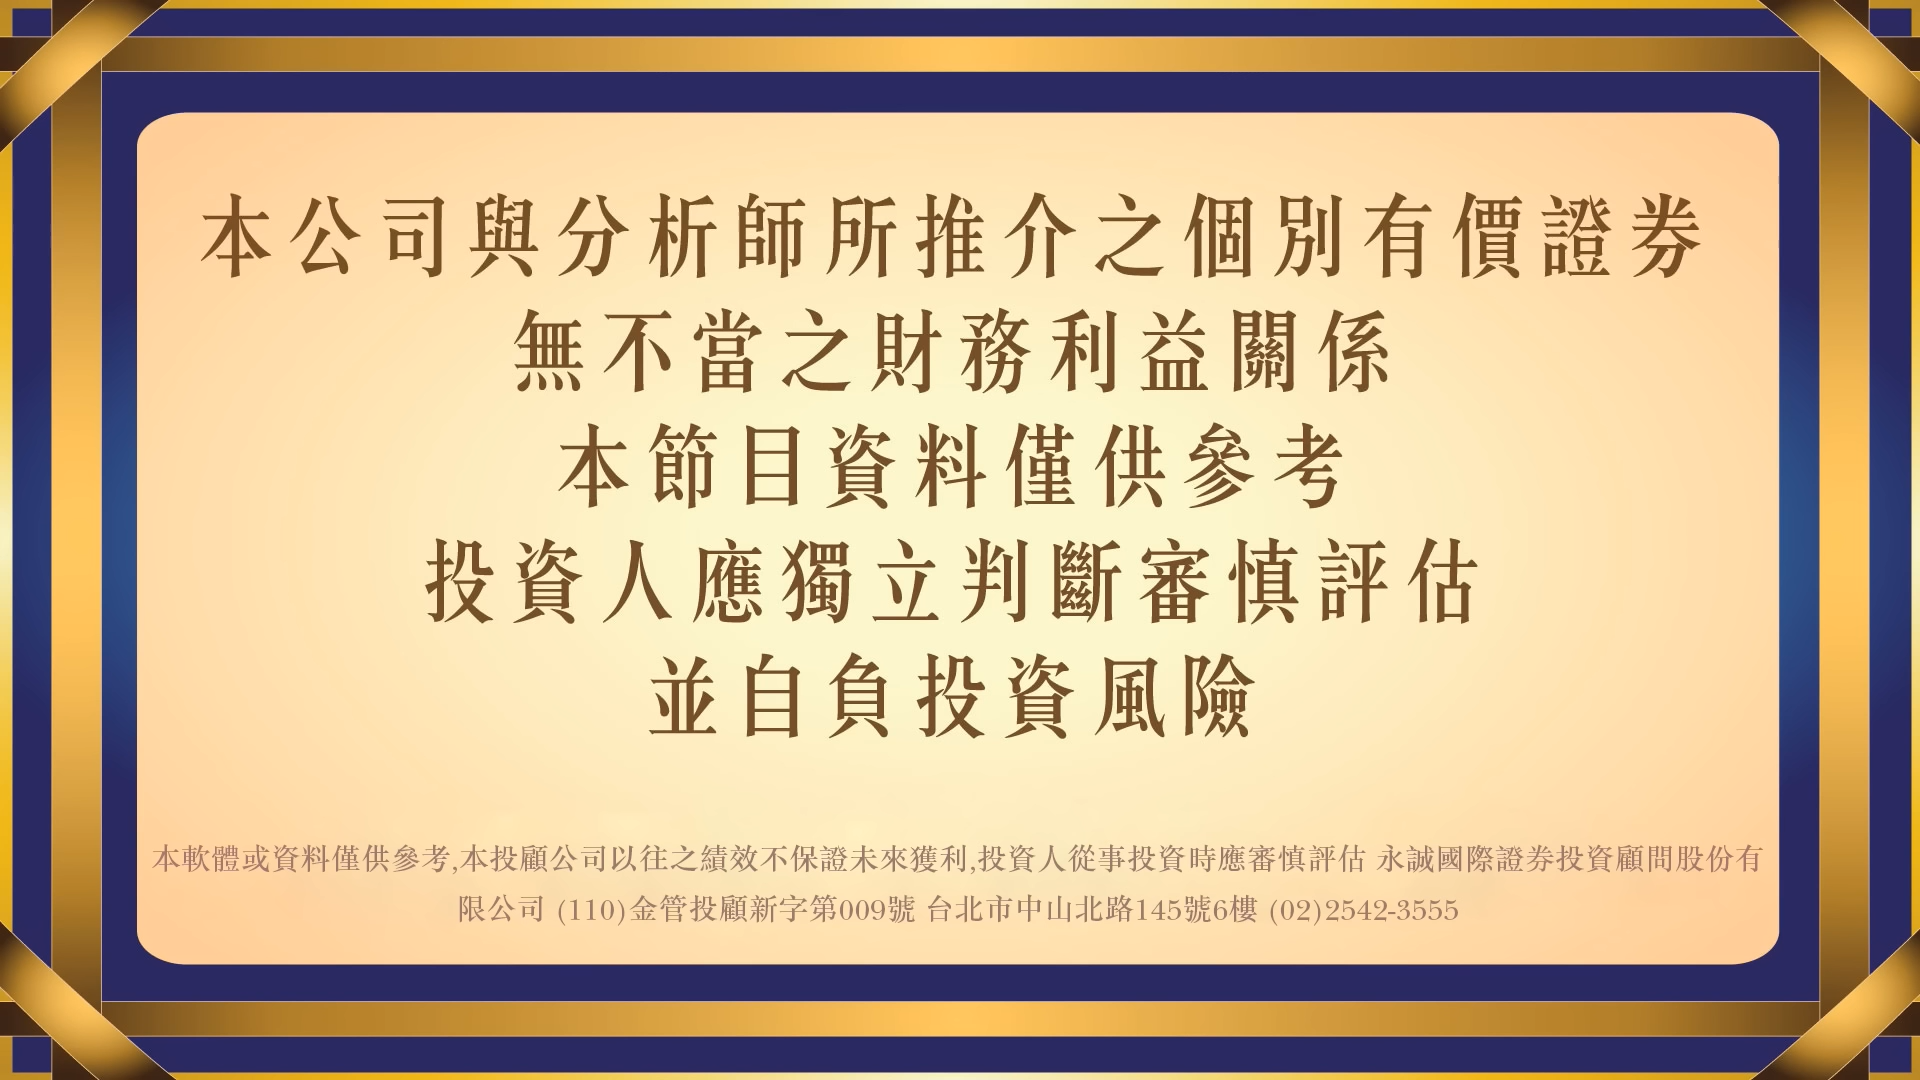 本公司與分析師所推介之個別有價證券
無不當之財務利益關係
本節目資料僅供參考
投資人應獨立判斷審慎評估
並自負投資風險
本軟體或資料僅供參考,本投顧公司以往之績效不保證未來獲利,投資人從事投資時應審慎評估 永誠國際證券投資顧問股份有
限公司 (110)金管投顧新字第009號 台北市中山北路145號6樓 (02)2542-3555